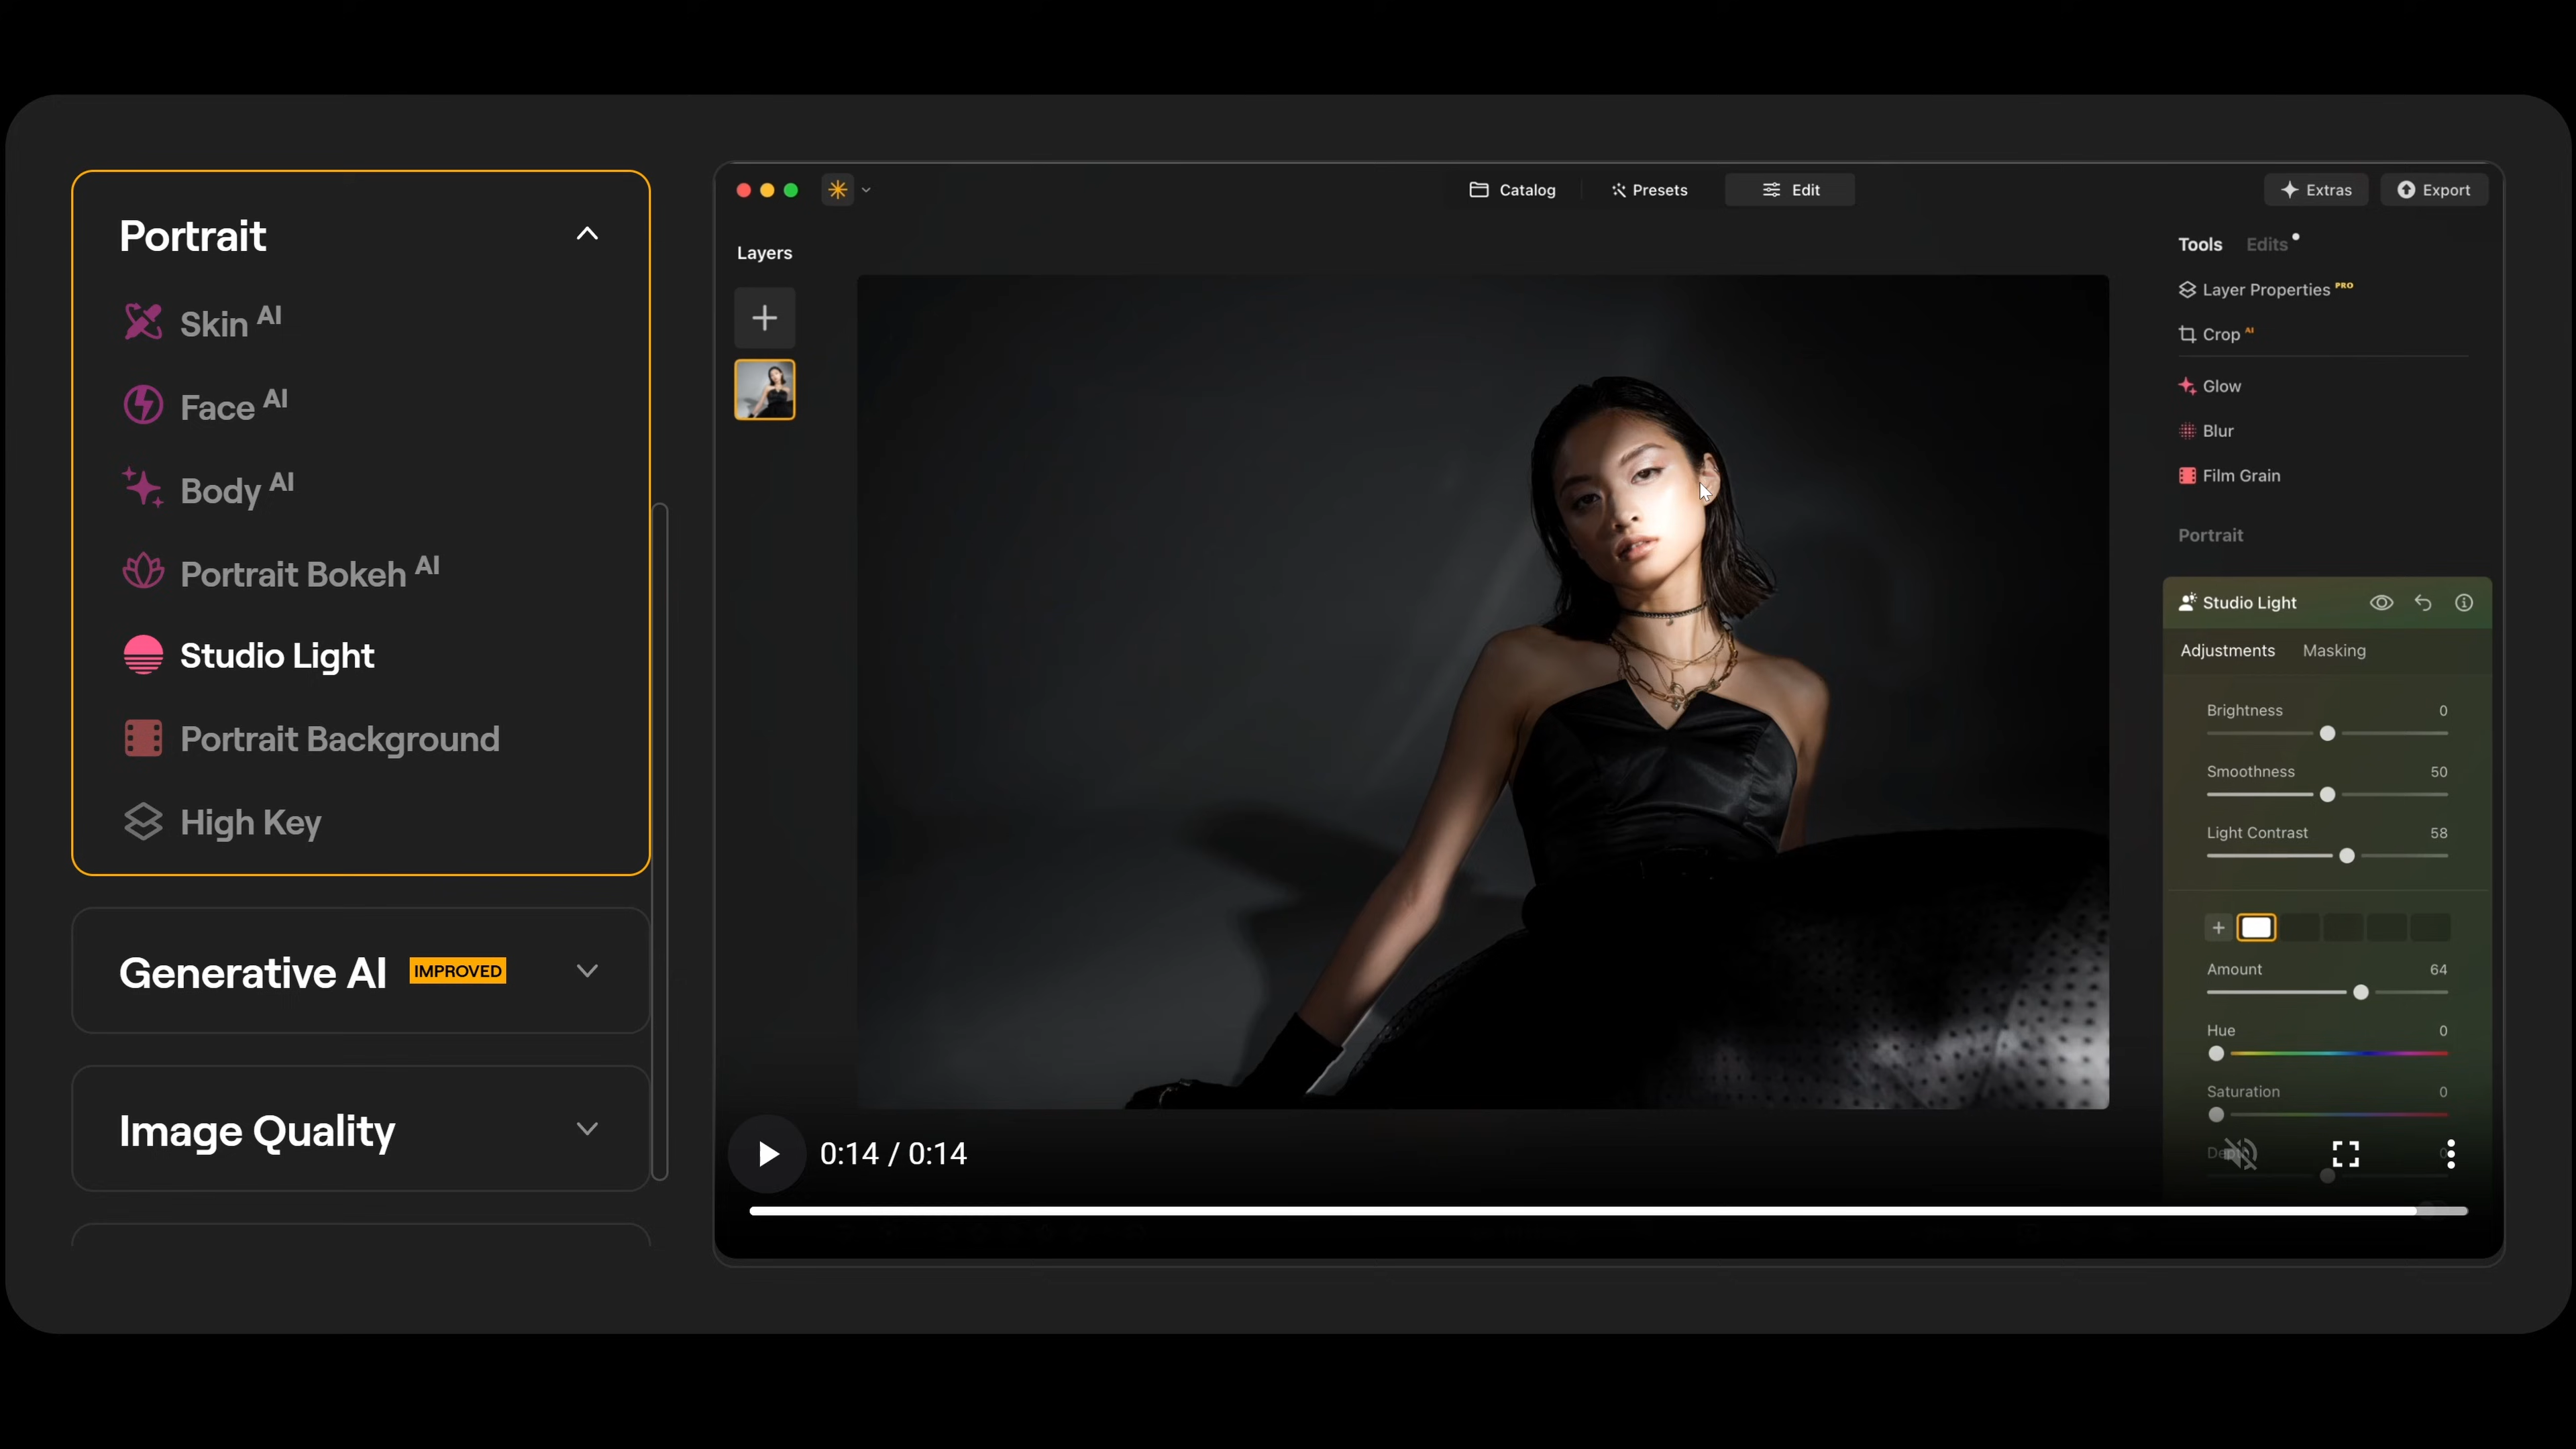 Portrait
Skin AI
Face AI
Body AI
Portrait Bokeh AI
Studio Light
Portrait Background
High Key
Generative AI IMPROVED
Image Quality
Catalog
Presets
Edit
Extras
Export
Layers
Tools Edits
Layer Properties PRO
Crop AI
Glow
Blur
Film Grain
Portrait
Studio Light
Adjustments Masking
Brightness 0
Smoothness 50
Light Contrast 58
Amount 64
Hue 0
Saturation 0
0:14 / 0:14